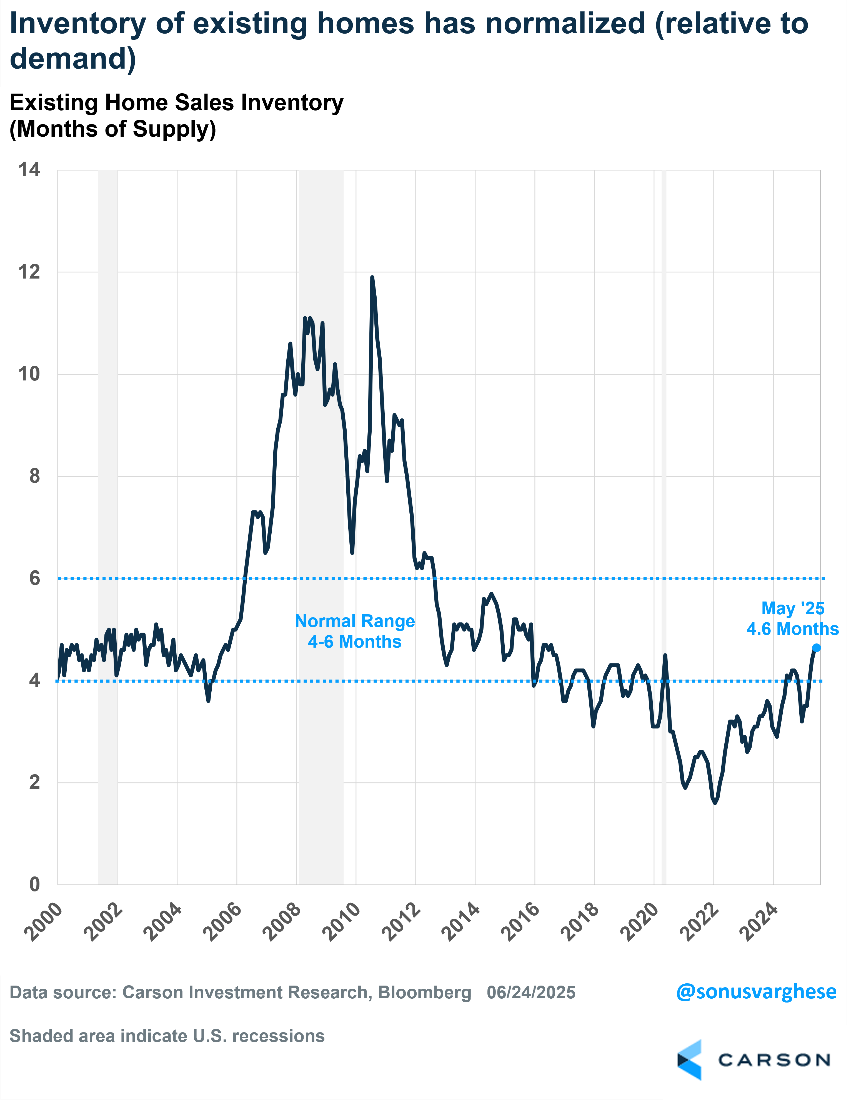 Inventory of existing homes has normalized (relative to
demand)
Existing Home Sales Inventory
(Months of Supply)
14
12
10
8
6
4
2
0
Normal Range
4-6 Months
May '25
4.6 Months
2000
2002
2004
2006
2008
2010
2012
2014
2016
2018
2020
2022
2024
Data source: Carson Investment Research, Bloomberg 06/24/2025
@sonusvarghese
Shaded area indicate U.S. recessions
CARSON